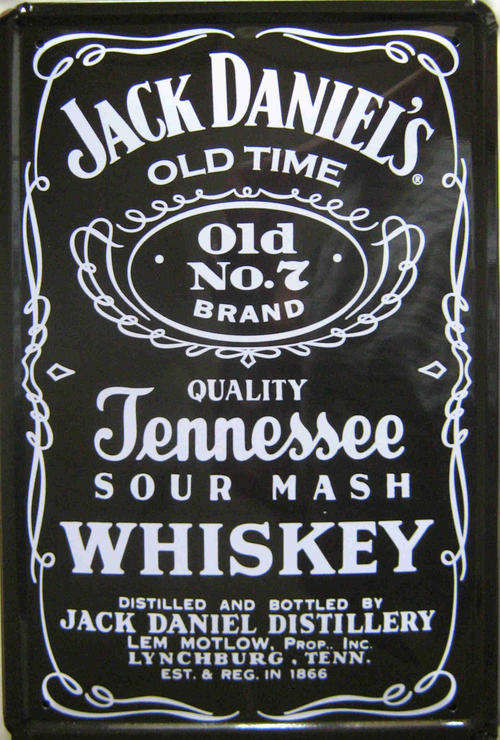 JACK DANIEL'S®
OLD TIME
Old
No.7
BRAND
QUALITY
Tennessee
SOUR MASH
WHISKEY
DISTILLED AND BOTTLED BY
JACK DANIEL DISTILLERY
LEM MOTLOW, PROP., INC.
LYNCHBURG, TENN.
EST. & REG. IN 1866